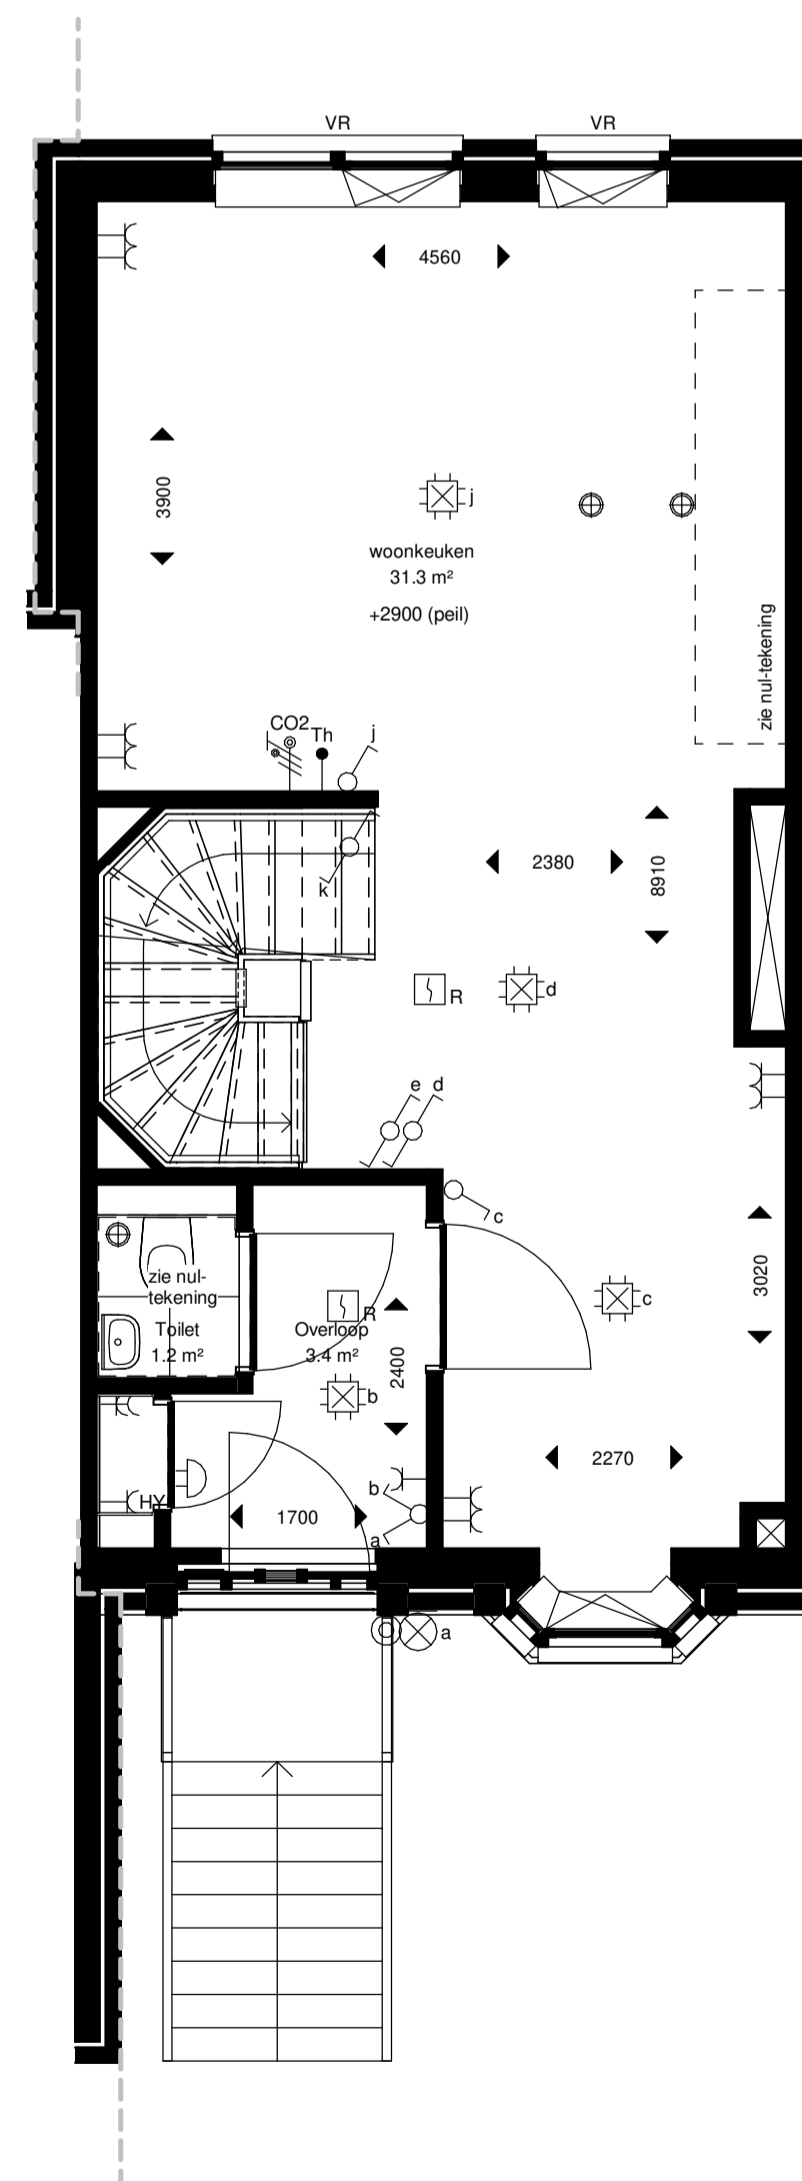 VR
VR
4560
3900
j
woonkeuken
31.3 m²
+2900 (peil)
zie nul-tekening
CO2
Th
j
k
2380
8910
R
d
e
d
c
3020
zie nul-
tekening
Toilet
1.2 m²
R
Overloop
3.4 m²
2400
c
b
2270
HY
b
a
1700
a